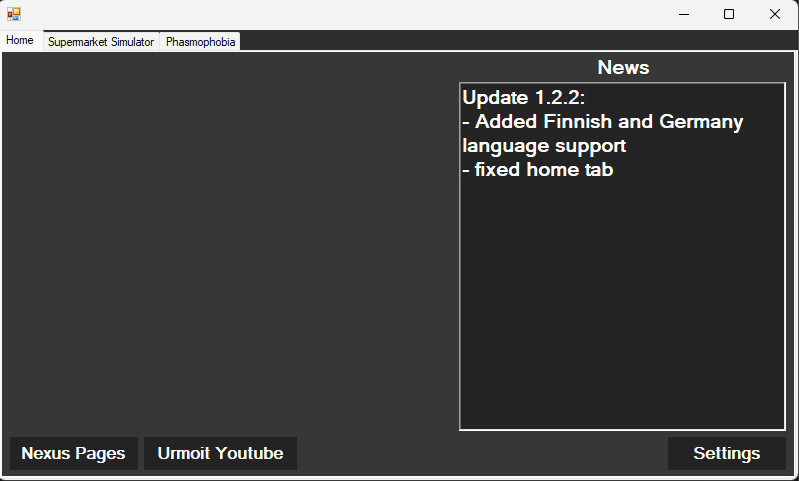 Home
Supermarket Simulator
Phasmophobia
News
Update 1.2.2:
- Added Finnish and Germany
language support
- fixed home tab
Nexus Pages
Urmoit Youtube
Settings